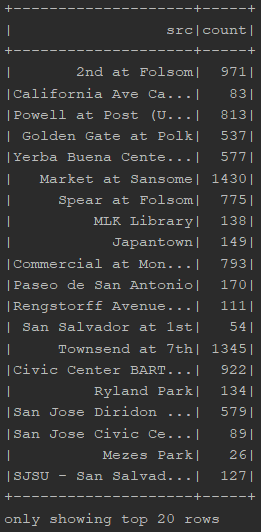 +--------------------+-----+
|                 src|count|
+--------------------+-----+
|       2nd at Folsom|  971|
|California Ave Ca...|   83|
|Powell at Post (U...|  813|
| Golden Gate at Polk|  537|
|Yerba Buena Cente...|  577|
|   Market at Sansome| 1430|
|     Spear at Folsom|  775|
|         MLK Library|  138|
|           Japantown|  149|
|Commercial at Mon...|  793|
|Paseo de San Antonio|  170|
|Rengstorff Avenue...|  111|
| San Salvador at 1st|   54|
|     Townsend at 7th| 1345|
|Civic Center BART...|  922|
|         Ryland Park|  134|
|San Jose Diridon ...|  579|
|San Jose Civic Ce...|   89|
|          Mezes Park|   26|
|SJSU - San Salvad...|  127|
+--------------------+-----+
only showing top 20 rows